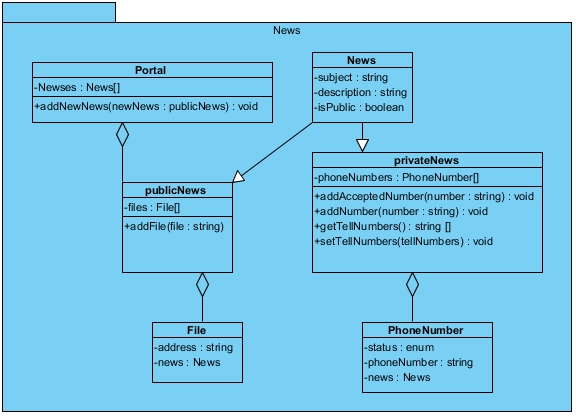 News
Portal
-Newses : News[]
+addNewNews(newNews : publicNews) : void
News
-subject : string
-description : string
-isPublic : boolean
publicNews
-files : File[]
+addFile(file : string)
privateNews
-phoneNumbers : PhoneNumber[]
+addAcceptedNumber(number : string) : void
+addNumber(number : string) : void
+getTellNumbers() : string []
+setTellNumbers(tellNumbers) : void
File
-address : string
-news : News
PhoneNumber
-status : enum
-phoneNumber : string
-news : News